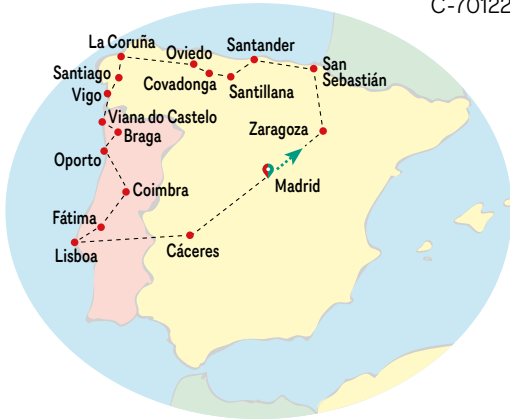 C-70122
La Coruña
Oviedo
Santander
San
Sebastián
Santiago
Covadonga
Santillana
Vigo
Viana do Castelo
Braga
Zaragoza
Oporto
Madrid
Coimbra
Fátima
Lisboa
Cáceres